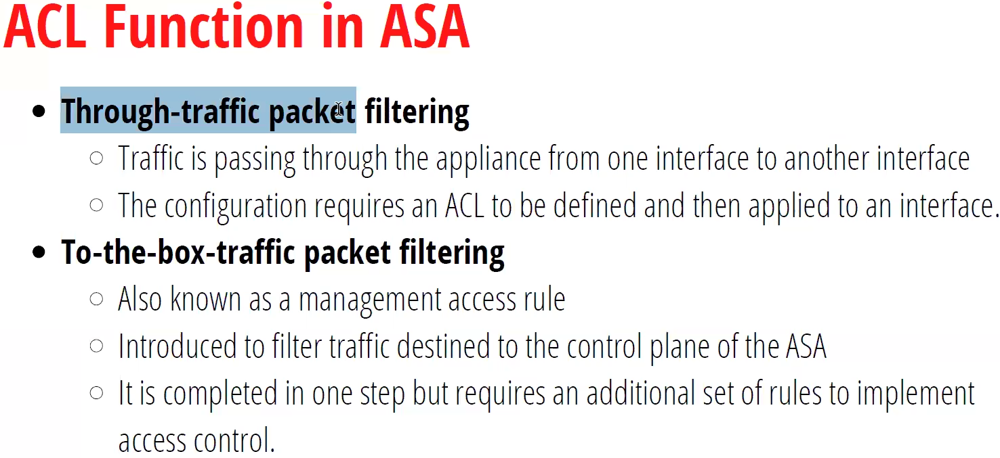 ACL Function in ASA
• Through-traffic packet filtering
○ Traffic is passing through the appliance from one interface to another interface
○ The configuration requires an ACL to be defined and then applied to an interface.
• To-the-box-traffic packet filtering
○ Also known as a management access rule
○ Introduced to filter traffic destined to the control plane of the ASA
○ It is completed in one step but requires an additional set of rules to implement
access control.